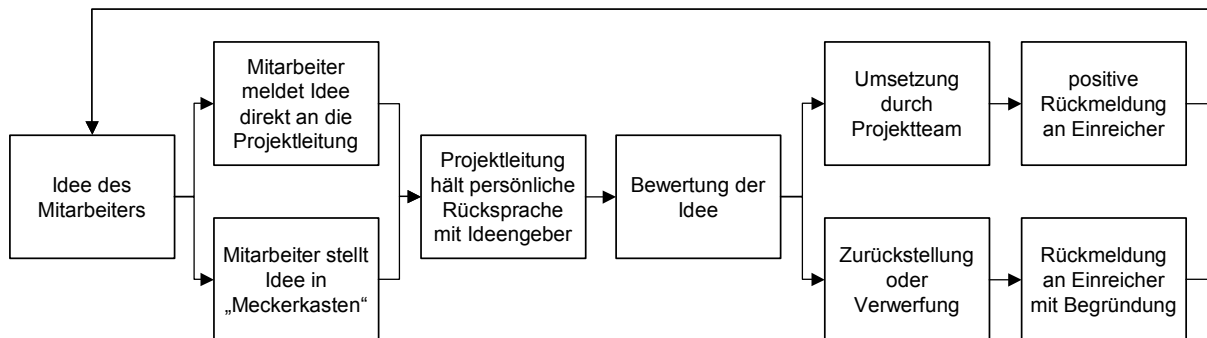 Idee des
Mitarbeiters
Mitarbeiter
meldet Idee
direkt an die
Projektleitung
Mitarbeiter stellt
Idee in
„Meckerkasten“
Projektleitung
hält persönliche
Rücksprache
mit Ideengeber
Bewertung der
Idee
Umsetzung
durch
Projektteam
positive
Rückmeldung
an Einreicher
Zurückstellung
oder
Verwerfung
Rückmeldung
an Einreicher
mit Begründung